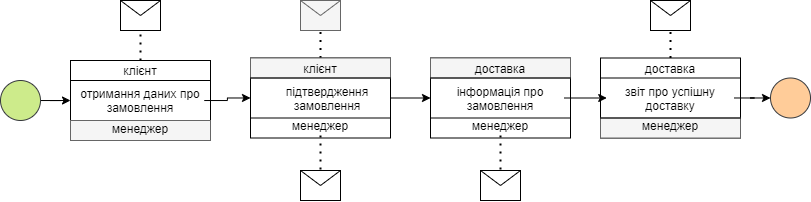 клієнт
отримання даних про
замовлення
менеджер
клієнт
підтвердження
замовлення
менеджер
доставка
інформація про
замовлення
менеджер
доставка
звіт про успішну
доставку
менеджер